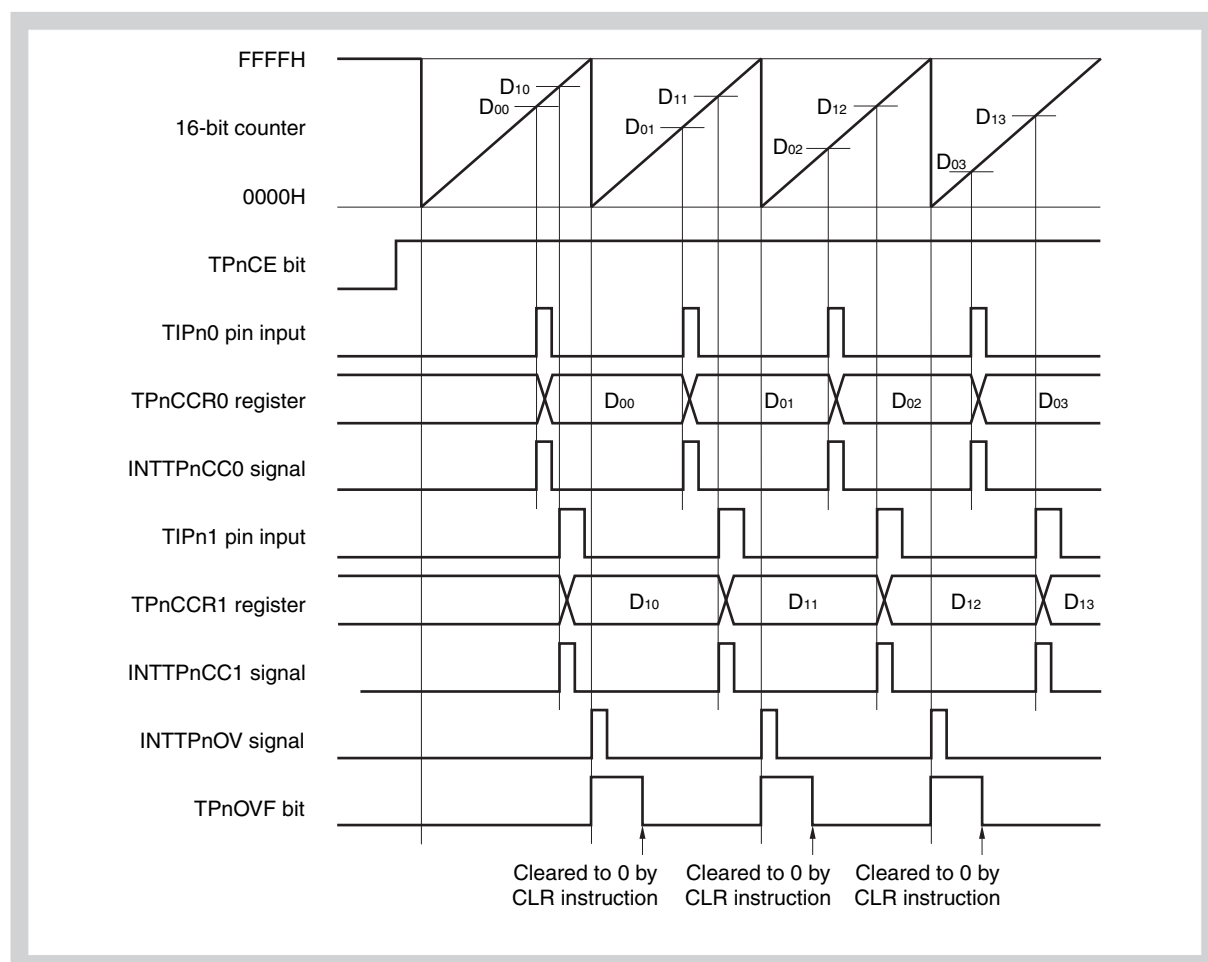 FFFFH
D10
D00
D11
D01
D12
D02
D13
D03
16-bit counter
0000H
TPnCE bit
TIPn0 pin input
TPnCCR0 register
D00
D01
D02
D03
INTTPnCC0 signal
TIPn1 pin input
TPnCCR1 register
D10
D11
D12
D13
INTTPnCC1 signal
INTTPnOV signal
TPnOVF bit
Cleared to 0 by
CLR instruction
Cleared to 0 by
CLR instruction
Cleared to 0 by
CLR instruction